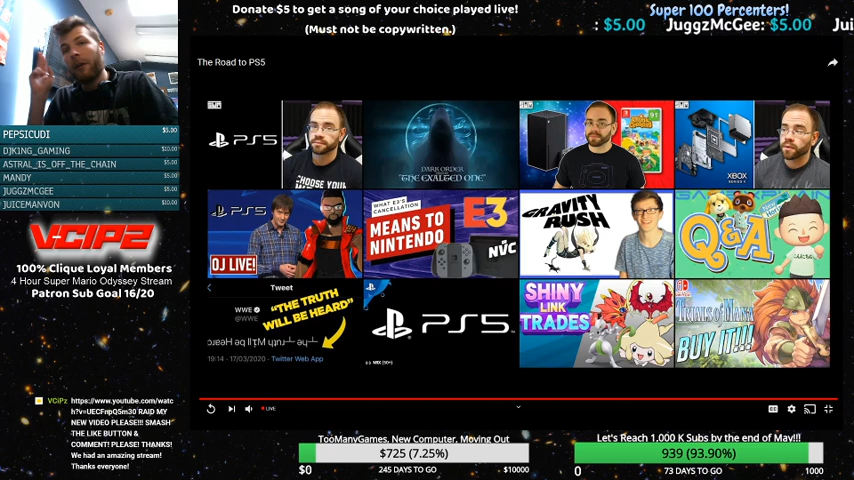 Donate $5 to get a song of your choice played live!
(Must not be copywritten.)
Super 100 Percenters!
: $5.00 JuggzMcGee: $5.00 Jui
The Road to PS5
PS5
CHOOSE YOUR
DARK ORDER
"THE EXALTED ONE"
XBOX
PS5
OJ LIVE!
WHAT E3'S CANCELLATION
MEANS TO
NINTENDO
E3
NVC
GRAVITY
RUSH
Q&A
Tweet
WWE
@WWE
"THE TRUTH
WILL BE HEARD"
19:14 · 17/03/2020 · Twitter Web App
PS5
SHINY
LINK
TRADES
TRIALS OF MANA
BUY IT!!!
LIVE
PEPSICUDI $5.00
DJKING_GAMING $10.00
ASTRAL_IS_OFF_THE_CHAIN $5.00
MANDY $5.00
JUGGZMCGEE $5.00
JUICEMANVON $10.00
VCIPZ
100% Clique Loyal Members
4 Hour Super Mario Odyssey Stream
Patron Sub Goal 16/20
VCiPz https://www.youtube.com/watc
h?v=UECFrpQ5m30 RAID MY
NEW VIDEO PLEASE!!! SMASH
THE LIKE BUTTON &
COMMENT! PLEASE! THANKS!
We had an amazing stream!
Thanks everyone!
TooManyGames, New Computer, Moving Out
$725 (7.25%)
$0 245 DAYS TO GO $10000
Let's Reach 1,000 K Subs by the end of May!!!
939 (93.90%)
0 73 DAYS TO GO 1000